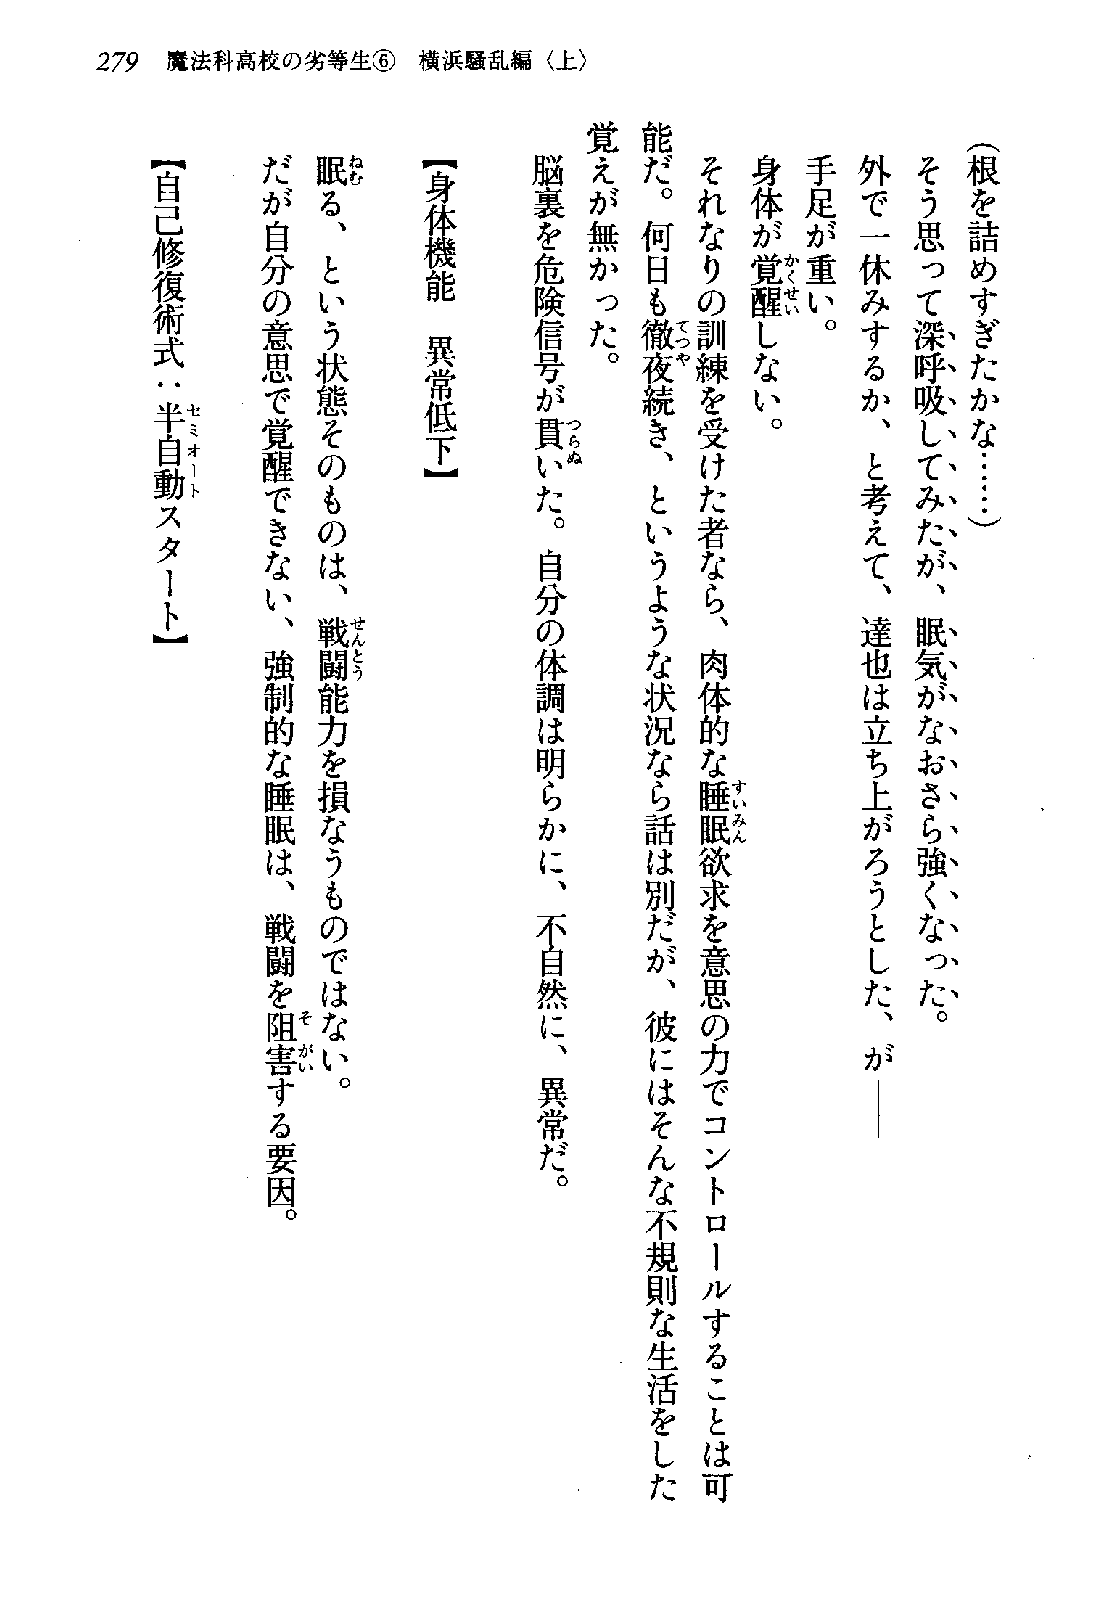 279 魔法科高校の劣等生⑥ 横浜騒乱編〈上〉
（根を詰めすぎたかな……）
そう思って深呼吸してみたが、眠気がなおさら強くなった。
外で一休みするか、と考えて、達也は立ち上がろうとした、が――
手足が重い。
身体が覚醒しない。
それなりの訓練を受けた者なら、肉体的な睡眠欲求を意思の力でコントロールすることは可
能だ。何日も徹夜続き、というような状況なら話は別だが、彼にはそんな不規則な生活をした
覚えが無かった。
脳裏を危険信号が貫いた。自分の体調は明らかに、不自然に、異常だ。
【身体機能　異常低下】
眠る、という状態そのものは、戦闘能力を損なうものではない。
だが自分の意思で覚醒できない、強制的な睡眠は、戦闘を阻害する要因。
【自己修復術式：半自動スタート】